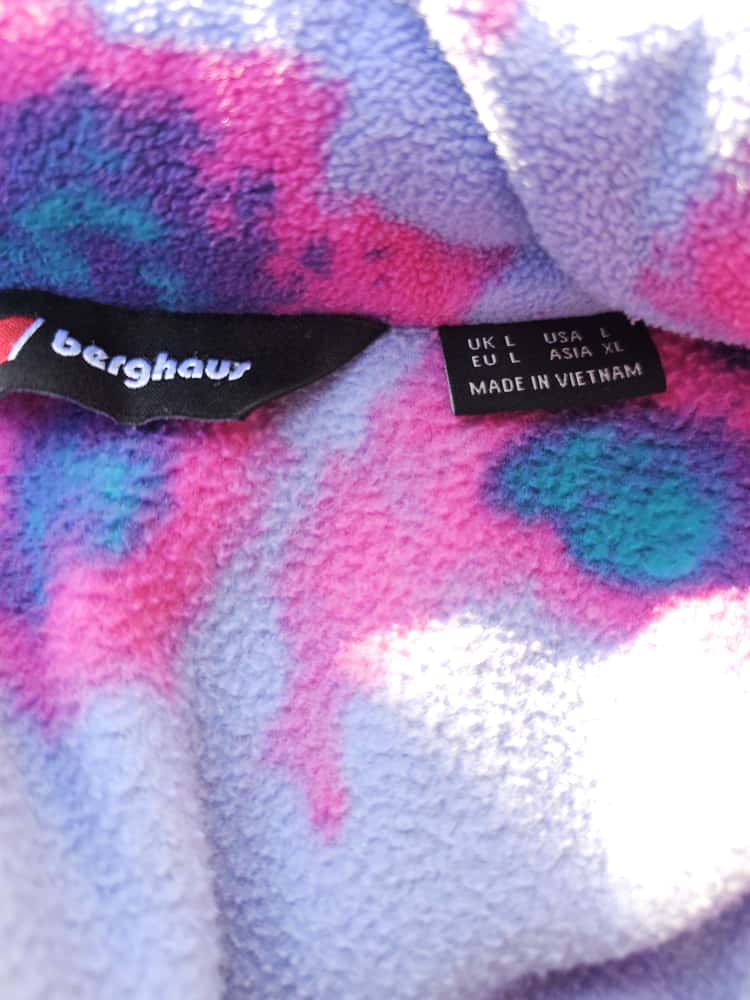 berghaus
UK L USA L
EU L ASIA XL
MADE IN VIETNAM